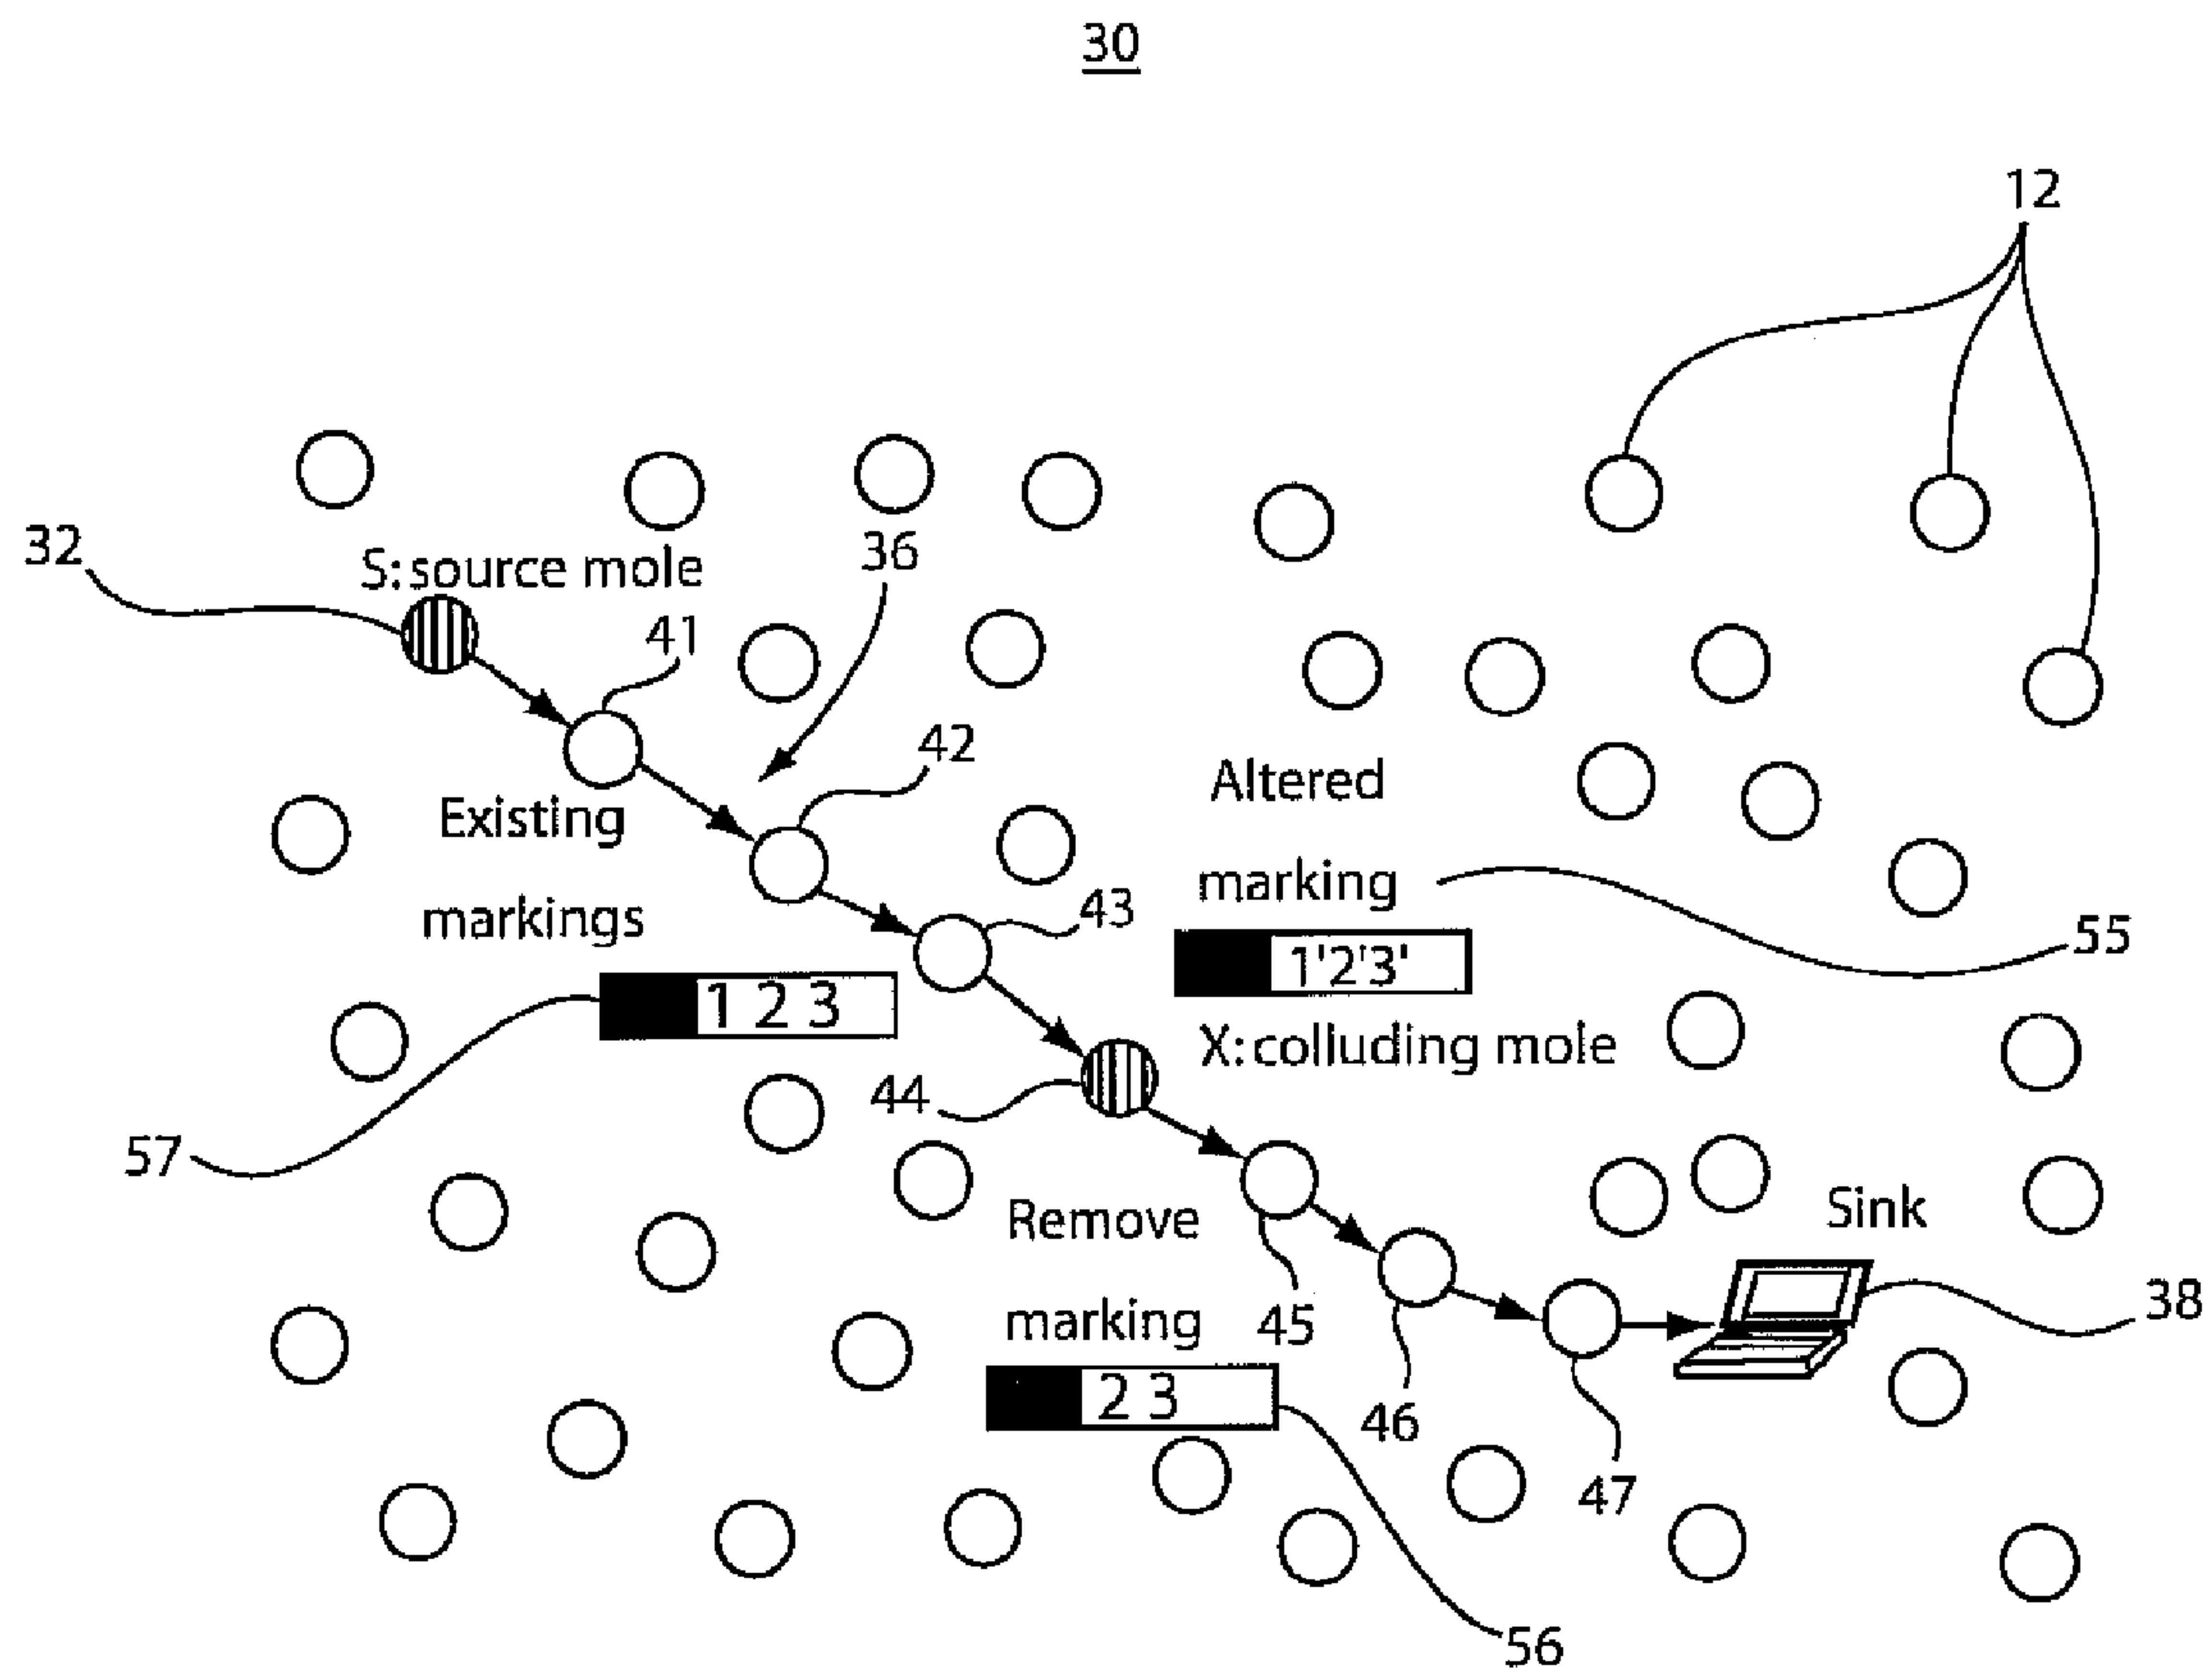 30
12
32
S:source mole
36
41
42
Existing
markings
Altered
marking
43
1'2'3'
55
1 2 3
X:colluding mole
44
57
Remove
marking
Sink
45
38
2 3
46
47
56